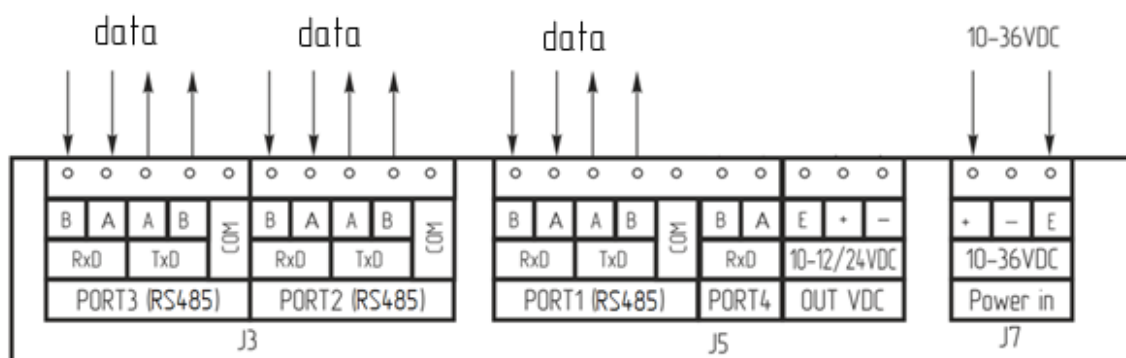 data data data 10-36VDC
B A A B COM B A A B COM B A A B COM B A E + - + - E
RxD TxD RxD TxD RxD TxD RxD 10-12/24VDC 10-36VDC
PORT3 (RS485) PORT2 (RS485) PORT1 (RS485) PORT4 OUT VDC Power in
J3 J5 J7